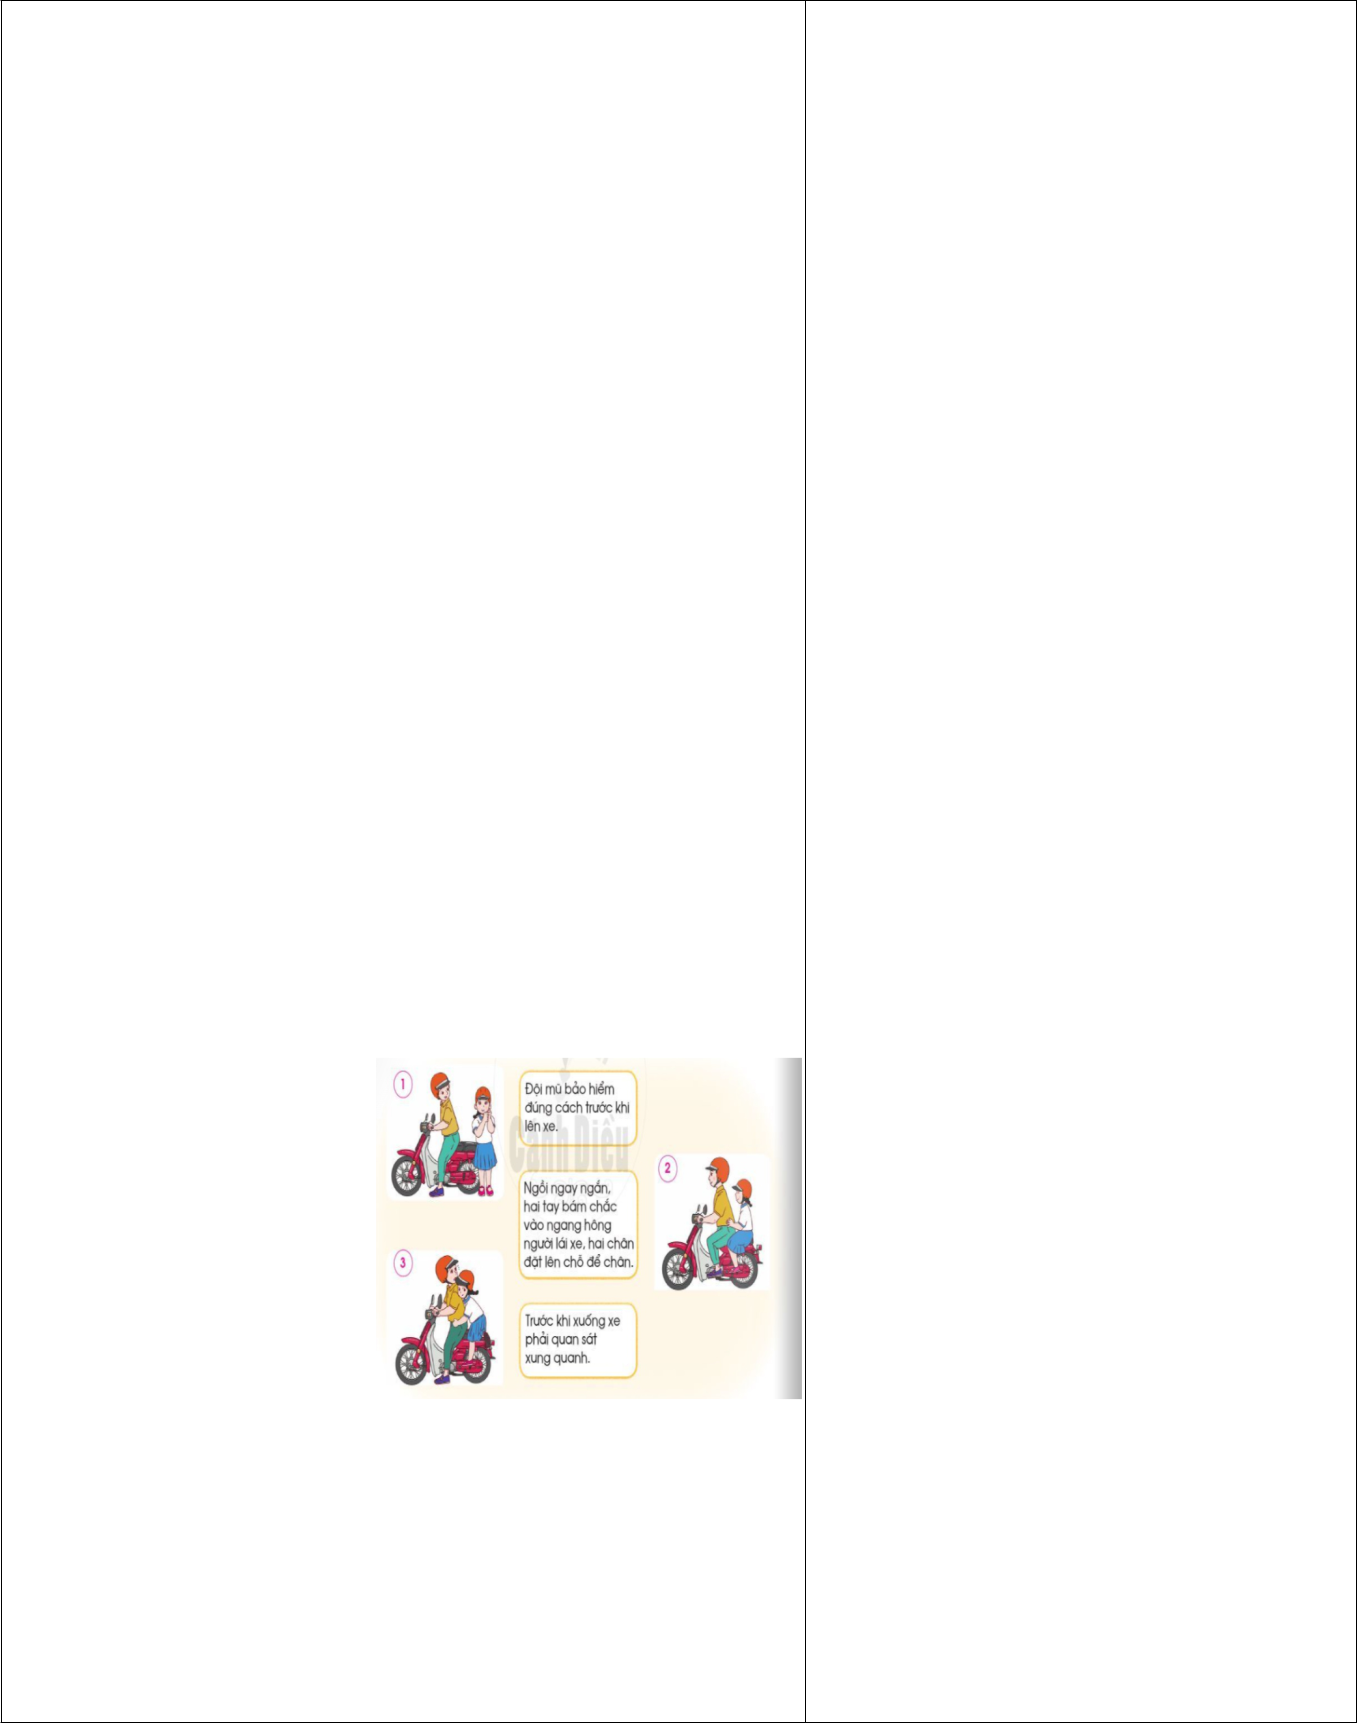 1
Đội mũ bảo hiểm
đúng cách trước khi
lên xe.
Cánh Diều
2
Ngồi ngay ngắn,
hai tay bám chắc
vào ngang hông
người lái xe, hai chân
đặt lên chỗ để chân.
3
Trước khi xuống xe
phải quan sát
xung quanh.